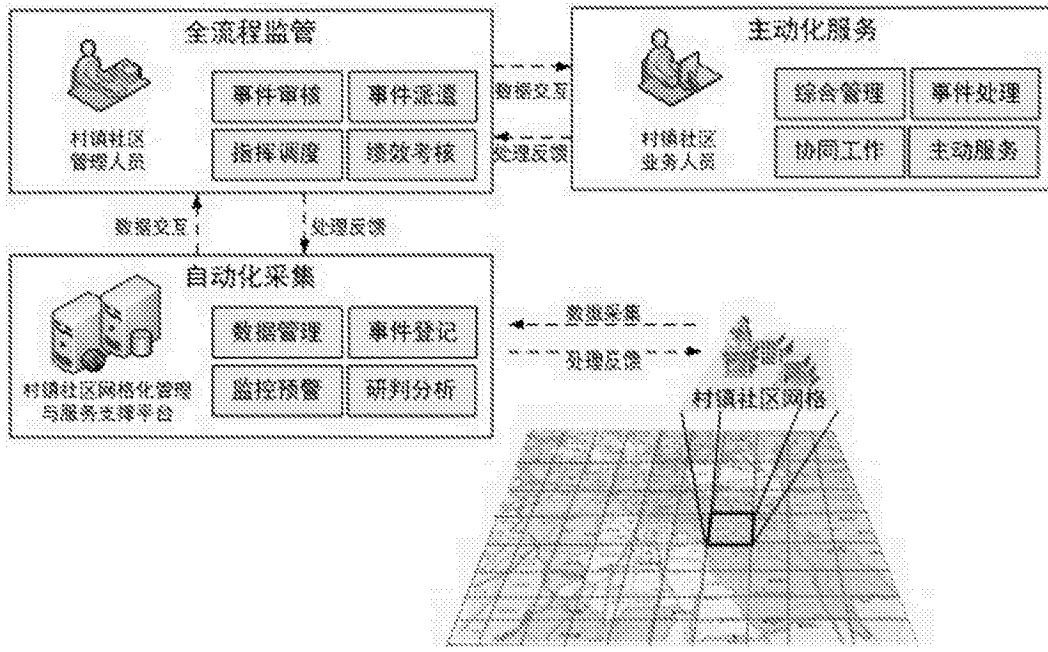 全流程监管
村镇社区
管理人员
事件审核
事件派遣
指挥调度
绩效考核
数据交互
处理反馈
主动化服务
村镇社区
业务人员
综合管理
事件处理
协同工作
主动服务
数据交互
处理反馈
自动化采集
村镇社区网格化管理
与服务支撑平台
数据管理
事件登记
监控预警
研判分析
数据采集
处理反馈
村镇社区网格